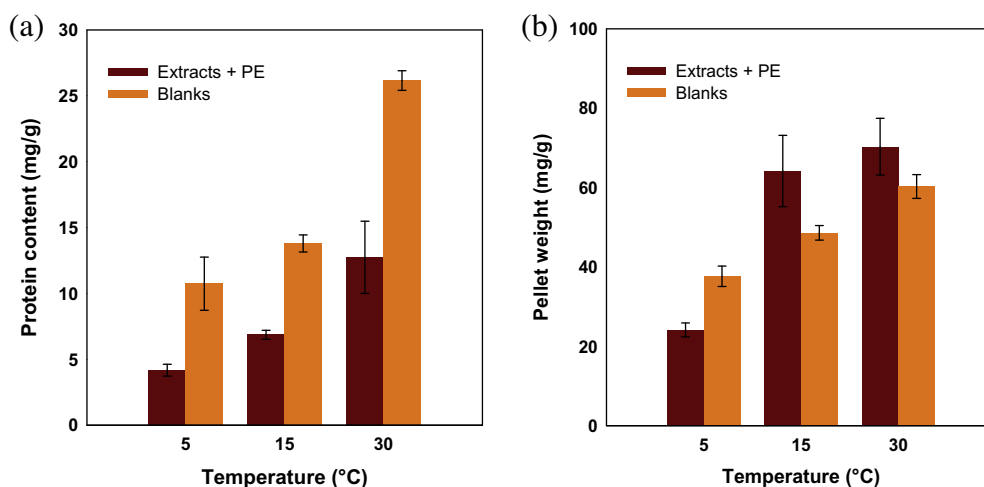 (a)
30
25
20
15
10
5
0
Protein content (mg/g)
Extracts + PE
Blanks
5 15 30
Temperature (°C)
(b)
100
80
60
40
20
0
Pellet weight (mg/g)
Extracts + PE
Blanks
5 15 30
Temperature (°C)